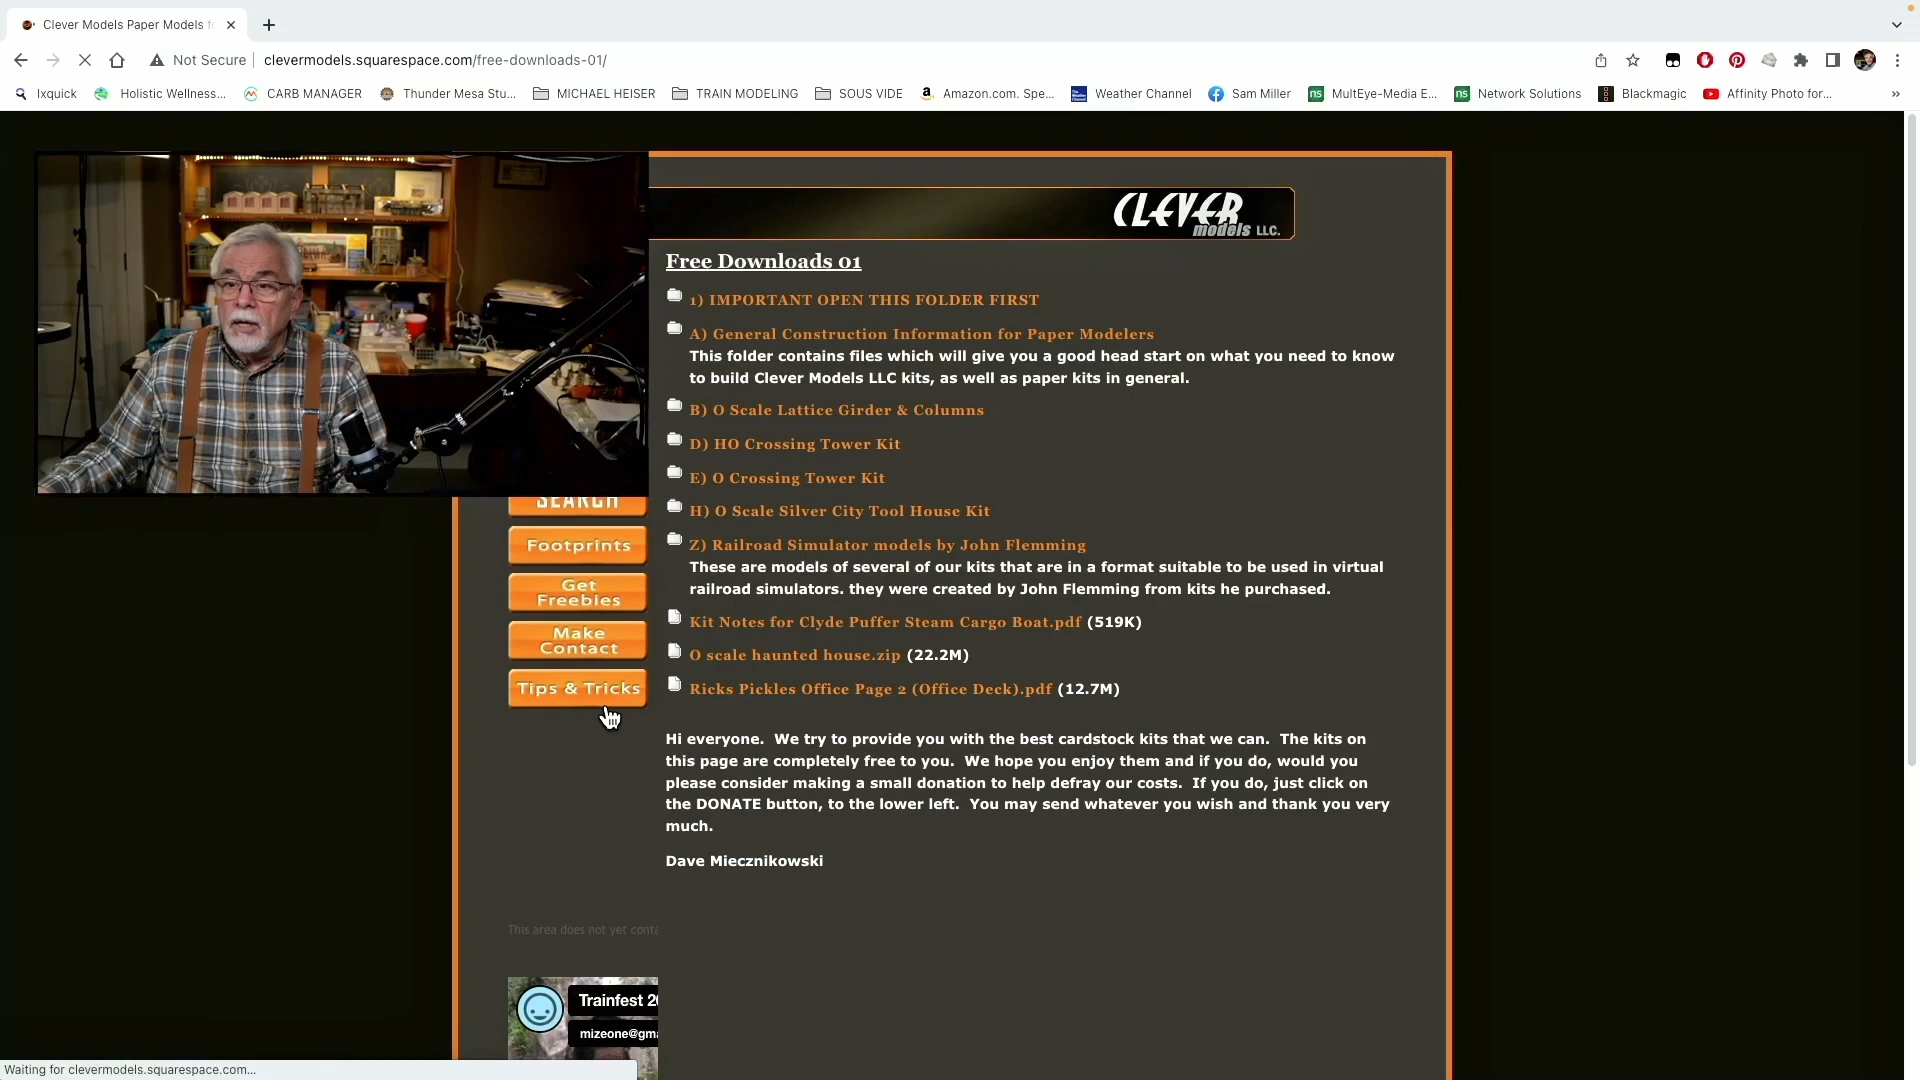 Clever Models Paper Models f
Not Secure
clevermodels.squarespace.com/free-downloads-01/
Ixquick
Holistic Wellness...
CARB MANAGER
Thunder Mesa Stu...
MICHAEL HEISER
TRAIN MODELING
SOUS VIDE
Amazon.com. Spe...
Weather Channel
Sam Miller
MultEye-Media E...
Network Solutions
Blackmagic
Affinity Photo for...
»
CLEVER
models LLC.
Free Downloads 01
1) IMPORTANT OPEN THIS FOLDER FIRST
A) General Construction Information for Paper Modelers
This folder contains files which will give you a good head start on what you need to know
to build Clever Models LLC kits, as well as paper kits in general.
B) O Scale Lattice Girder & Columns
D) HO Crossing Tower Kit
E) O Crossing Tower Kit
H) O Scale Silver City Tool House Kit
Z) Railroad Simulator models by John Flemming
These are models of several of our kits that are in a format suitable to be used in virtual
railroad simulators. they were created by John Flemming from kits he purchased.
Kit Notes for Clyde Puffer Steam Cargo Boat.pdf (519K)
O scale haunted house.zip (22.2M)
Ricks Pickles Office Page 2 (Office Deck).pdf (12.7M)
SEARCH
Footprints
Get
Freebies
Make
Contact
Tips & Tricks
Hi everyone. We try to provide you with the best cardstock kits that we can. The kits on
this page are completely free to you. We hope you enjoy them and if you do, would you
please consider making a small donation to help defray our costs. If you do, just click on
the DONATE button, to the lower left. You may send whatever you wish and thank you very
much.
Dave Miecznikowski
This area does not yet conta
Trainfest 20
mizeone@gma
Waiting for clevermodels.squarespace.com...